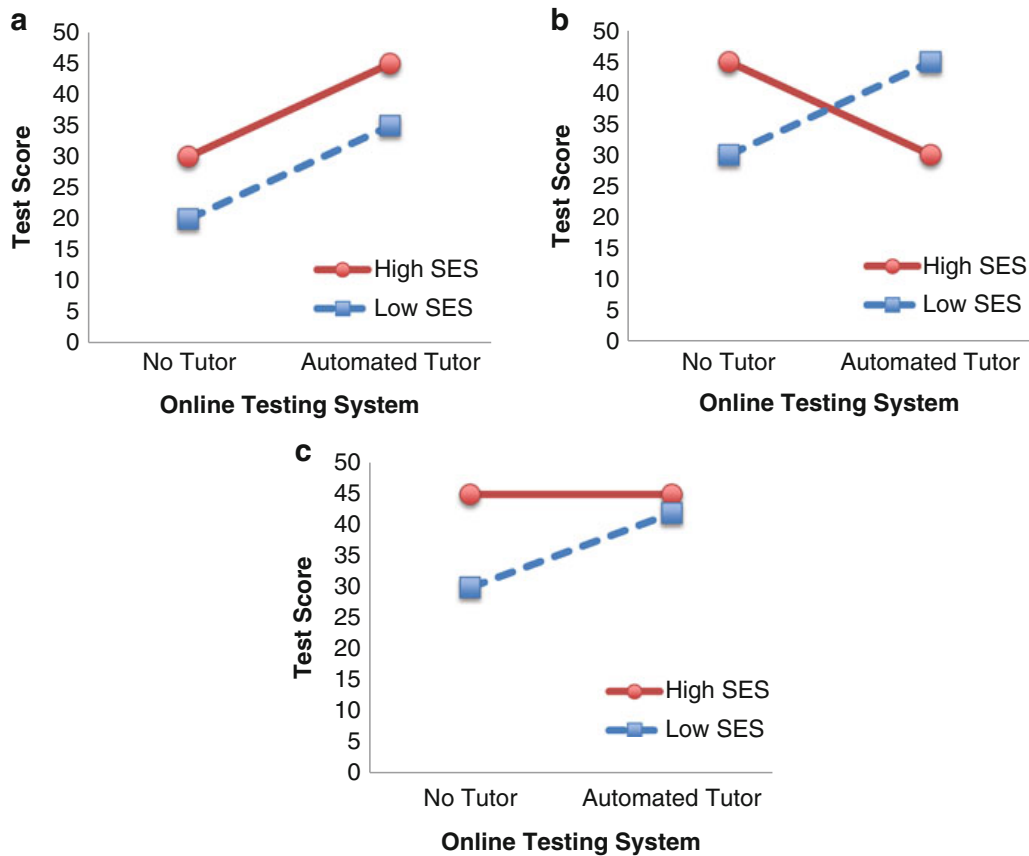 a
50
45
40
35
30
25
20
15
10
5
0
Test Score
High SES
Low SES
No Tutor Automated Tutor
Online Testing System
b
50
45
40
35
30
25
20
15
10
5
0
Test Score
High SES
Low SES
No Tutor Automated Tutor
Online Testing System
c
50
45
40
35
30
25
20
15
10
5
0
Test Score
High SES
Low SES
No Tutor Automated Tutor
Online Testing System